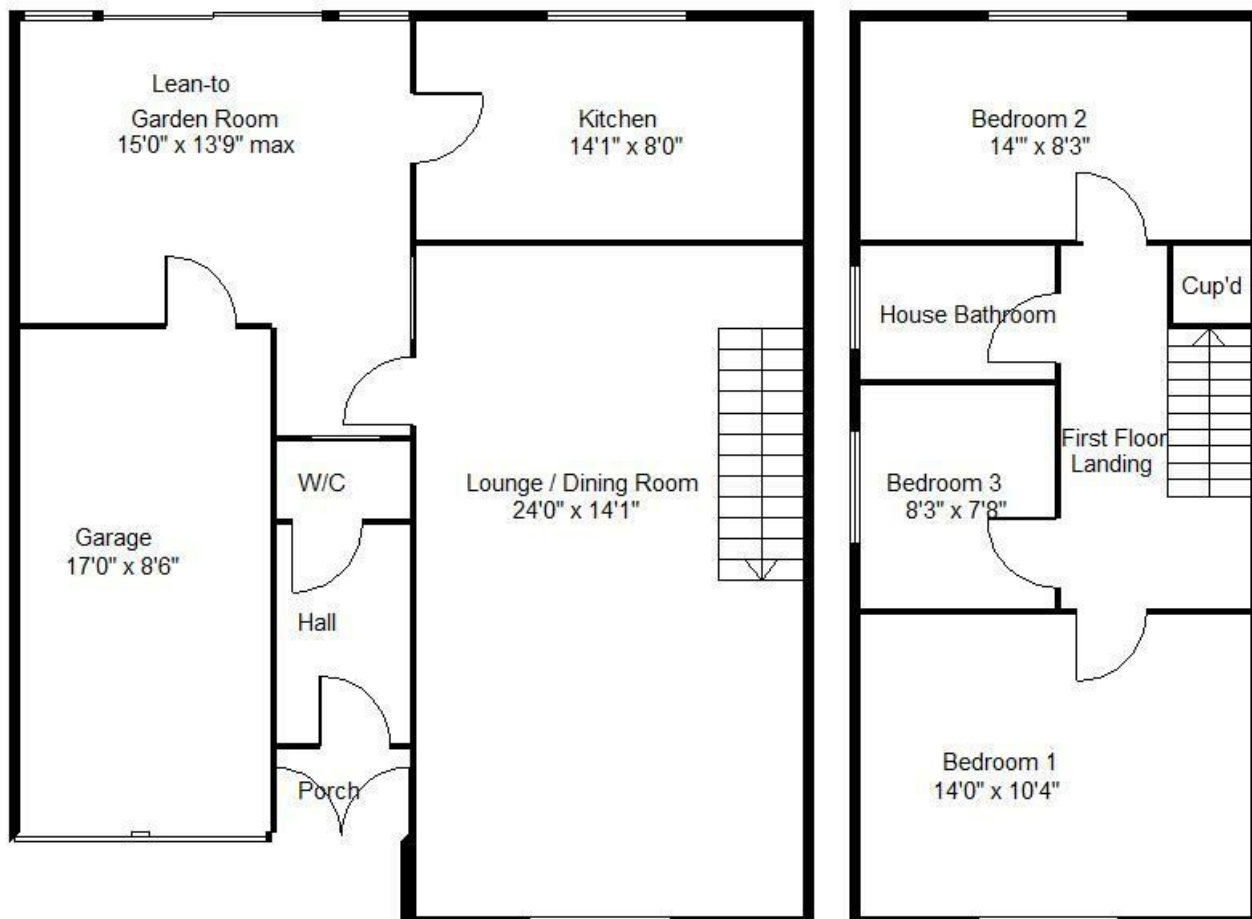 Lean-to
Garden Room
15'0" x 13'9" max
Kitchen
14'1" x 8'0"
W/C
Lounge / Dining Room
24'0" x 14'1"
Garage
17'0" x 8'6"
Hall
Porch
Bedroom 2
14'" x 8'3"
Cup'd
House Bathroom
First Floor
Landing
Bedroom 3
8'3" x 7'8"
Bedroom 1
14'0" x 10'4"